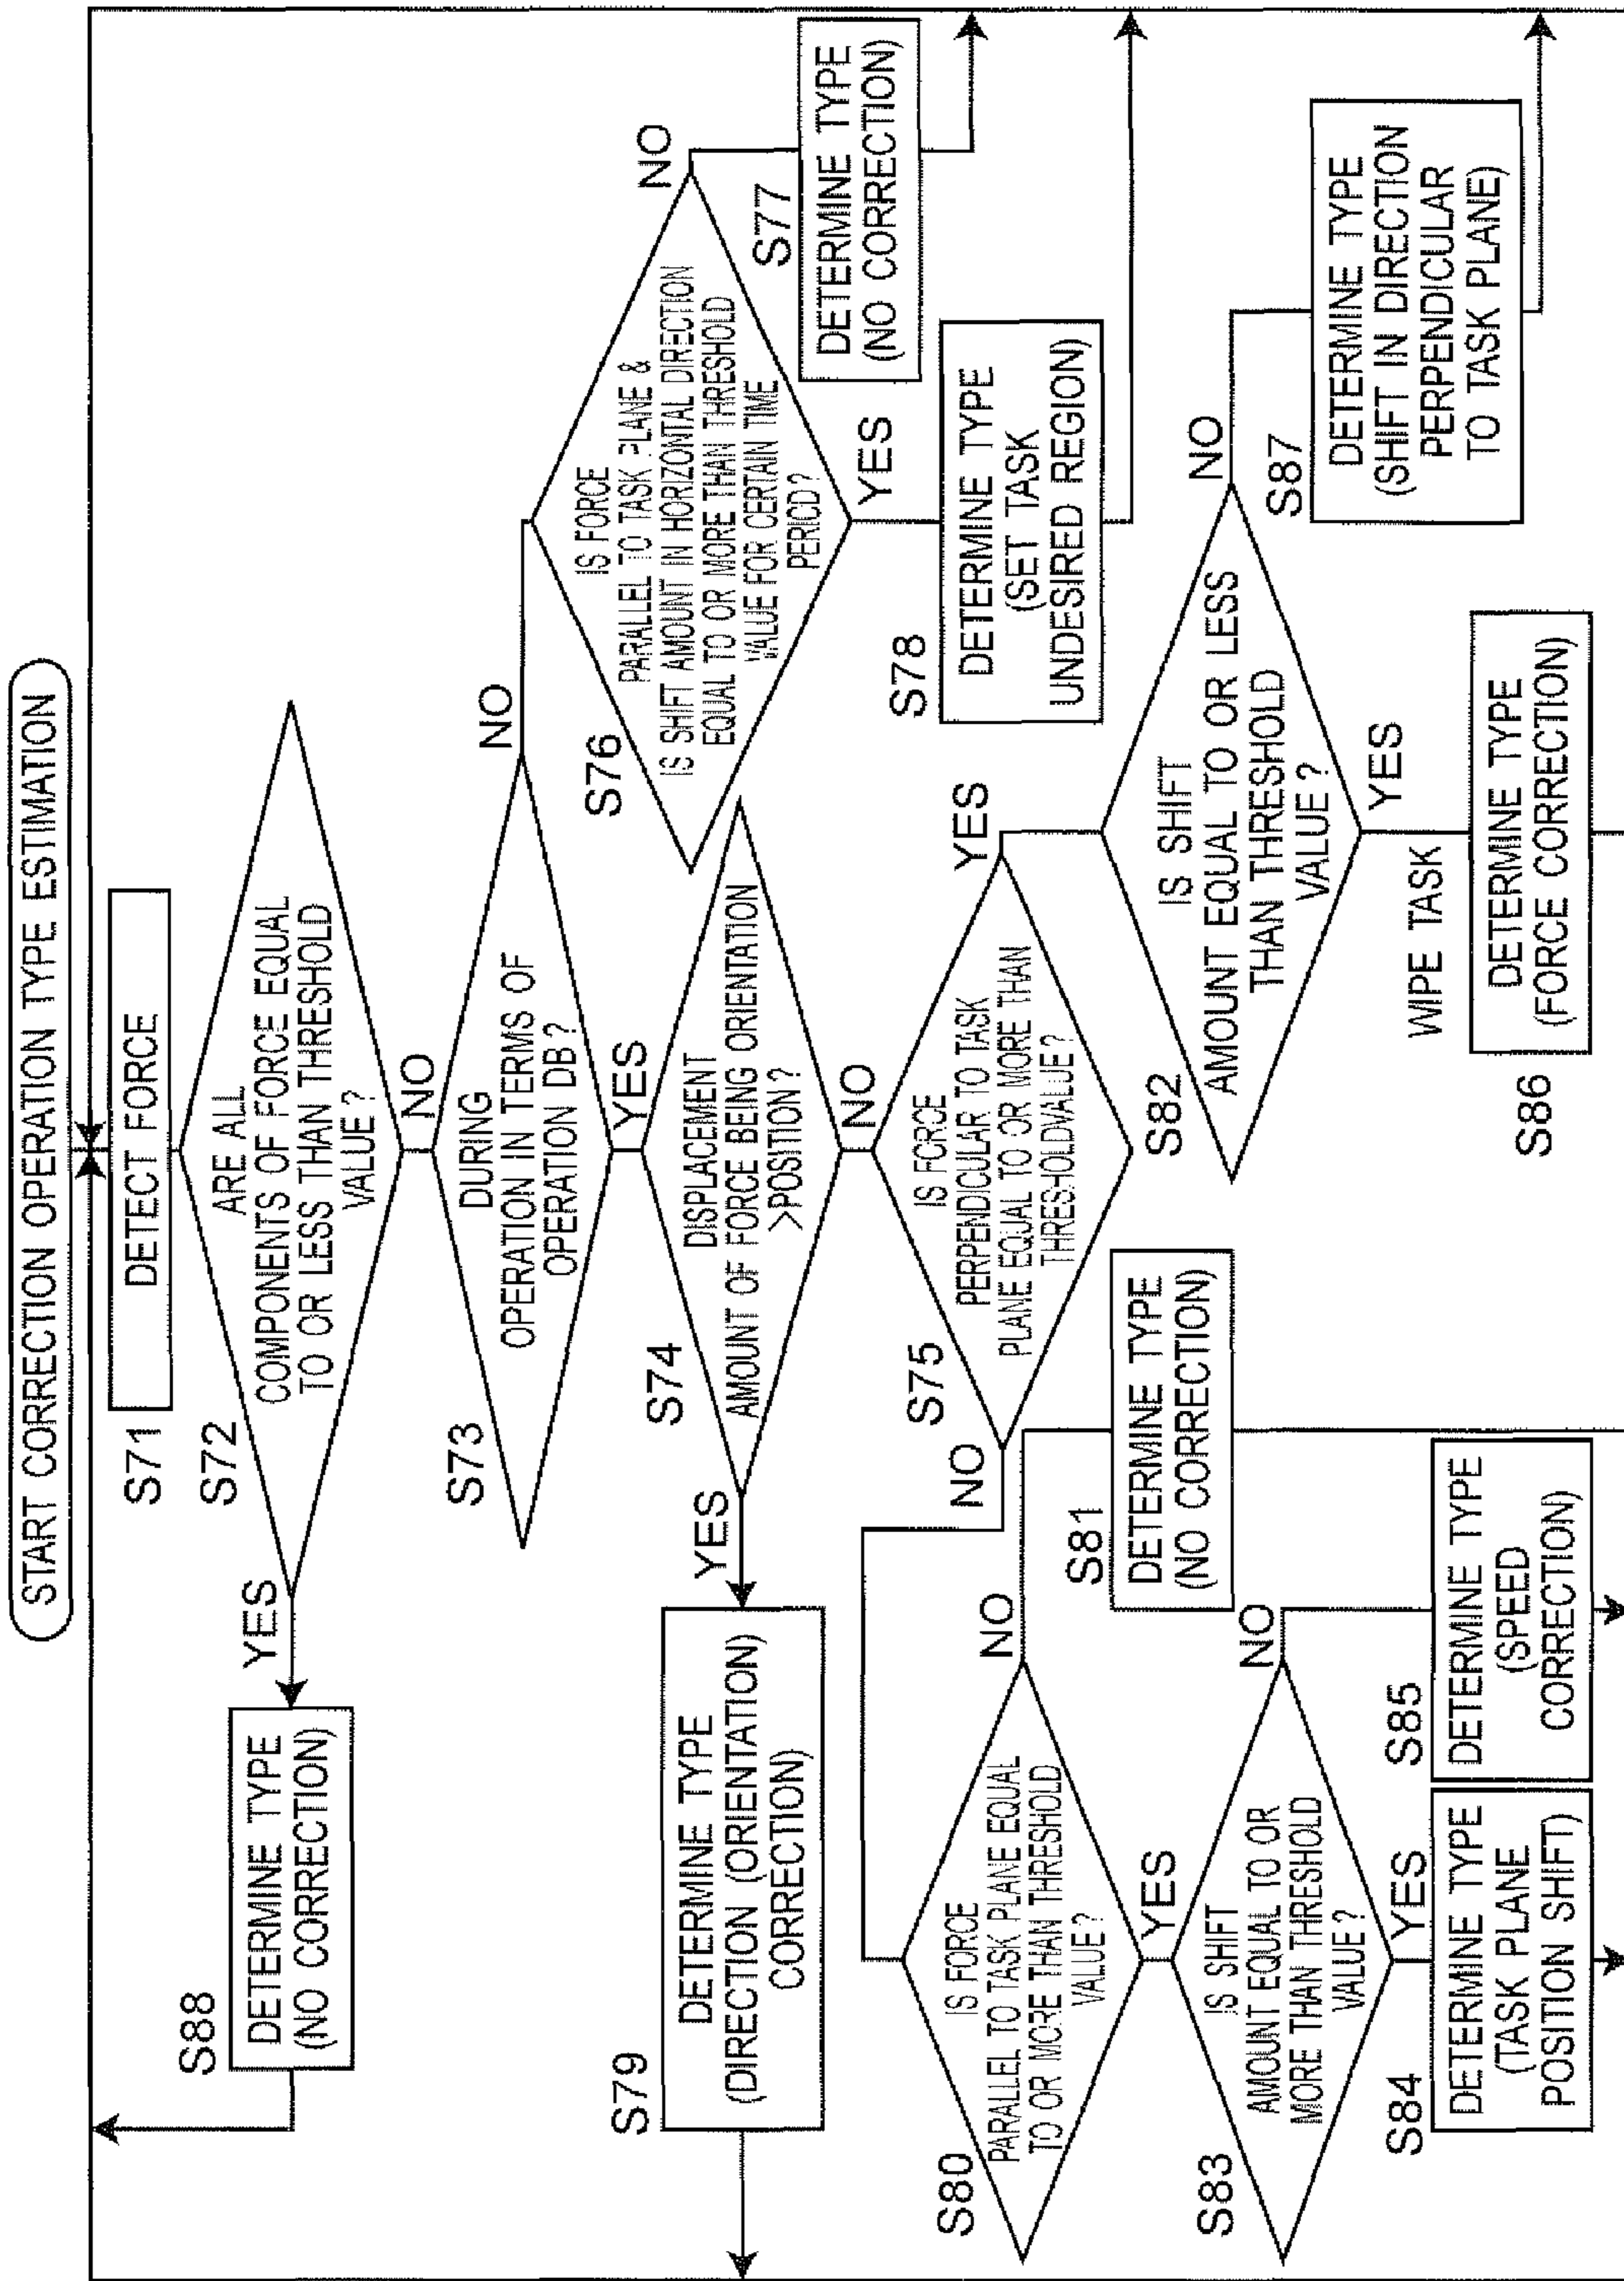 START CORRECTION OPERATION TYPE ESTIMATION
S71
DETECT FORCE
S72
ARE ALL
COMPONENTS OF FORCE EQUAL
TO OR LESS THAN THRESHOLD
VALUE?
YES
NO
S88
DETERMINE TYPE
(NO CORRECTION)
S73
DURING
OPERATION IN TERMS OF
OPERATION DB?
NO
YES
S74
DISPLACEMENT
AMOUNT OF FORCE BEING ORIENTATION
>POSITION?
YES
NO
S79
DETERMINE TYPE
(DIRECTION (ORIENTATION)
CORRECTION)
S76
IS FORCE
PARALLEL TO TASK PLANE &
IS SHIFT AMOUNT IN HORIZONTAL DIRECTION
EQUAL TO OR MORE THAN THRESHOLD
VALUE FOR CERTAIN TIME
PERIOD?
NO
YES
S77
DETERMINE TYPE
(NO CORRECTION)
S78
DETERMINE TYPE
(SET TASK
UNDESIRED REGION)
S75
IS FORCE
PERPENDICULAR TO TASK
PLANE EQUAL TO OR MORE THAN
THRESHOLDVALUE?
NO
YES
S80
IS FORCE
PARALLEL TO TASK PLANE EQUAL
TO OR MORE THAN THRESHOLD
VALUE?
NO
YES
S81
DETERMINE TYPE
(NO CORRECTION)
S83
IS SHIFT
AMOUNT EQUAL TO OR
MORE THAN THRESHOLD
VALUE?
NO
YES
S84
DETERMINE TYPE
(TASK PLANE
POSITION SHIFT)
S85
DETERMINE TYPE
(SPEED
CORRECTION)
S82
IS SHIFT
AMOUNT EQUAL TO OR LESS
THAN THRESHOLD
VALUE?
NO
WIPE TASK
YES
S86
DETERMINE TYPE
(FORCE CORRECTION)
S87
DETERMINE TYPE
(SHIFT IN DIRECTION
PERPENDICULAR
TO TASK PLANE)